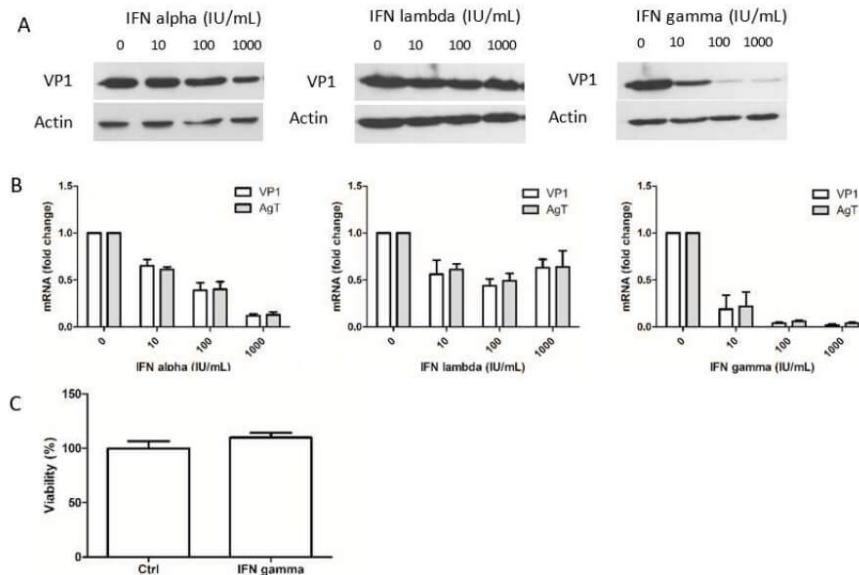 A
IFN alpha (IU/mL)
0 10 100 1000
VP1
Actin
IFN lambda (IU/mL)
0 10 100 1000
VP1
Actin
IFN gamma (IU/mL)
0 10 100 1000
VP1
Actin
B
mRNA (fold change)
1.5
1.0
0.5
0.0
VP1
AgT
0 10 100 1000
IFN alpha (IU/mL)
mRNA (fold change)
1.5
1.0
0.5
0.0
VP1
AgT
0 10 100 1000
IFN lambda (IU/mL)
mRNA (fold change)
1.5
1.0
0.5
0.0
VP1
AgT
0 10 100 1000
IFN gamma (IU/mL)
C
Viability (%)
150
100
50
0
Ctrl IFN gamma